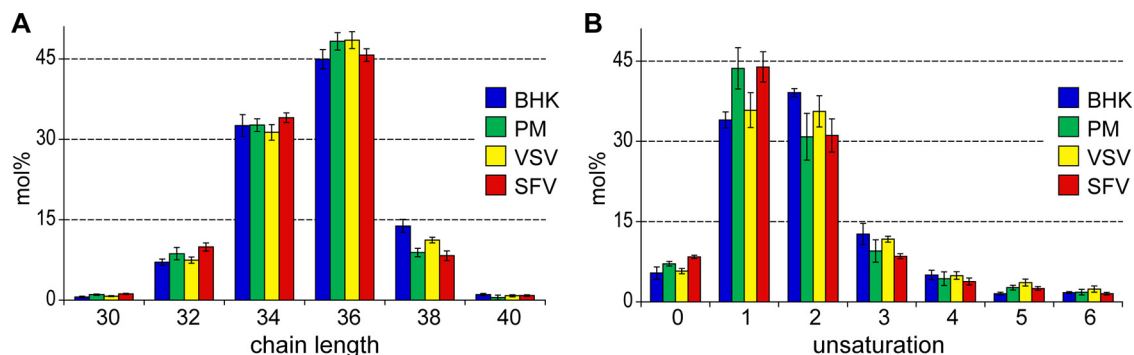 A
mol%
45
30
15
0
BHK
PM
VSV
SFV
30 32 34 36 38 40
chain length
B
mol%
45
30
15
0
BHK
PM
VSV
SFV
0 1 2 3 4 5 6
unsaturation